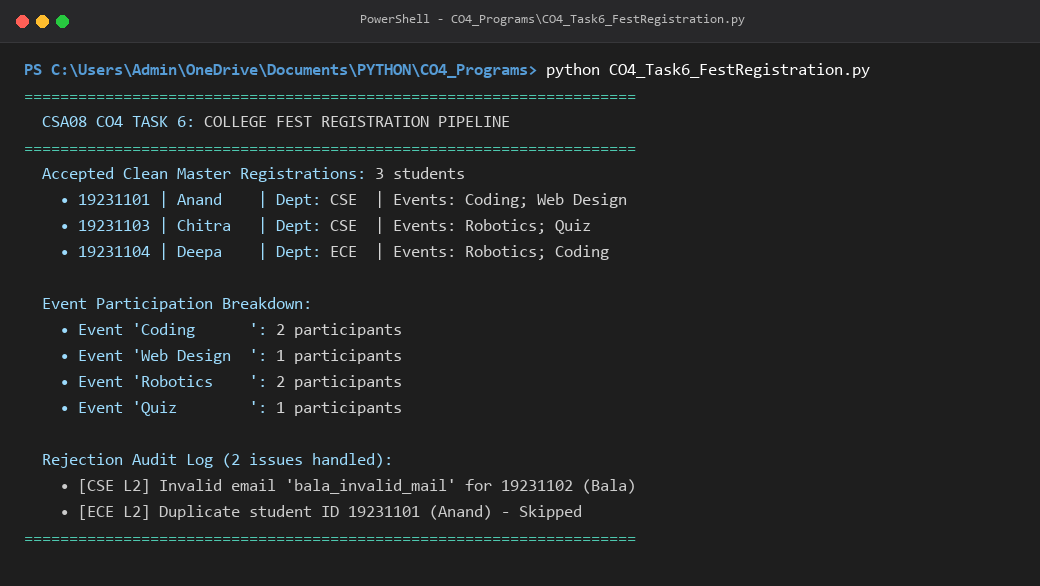 PowerShell - CO4_Programs\CO4_Task6_FestRegistration.py
PS C:\Users\Admin\OneDrive\Documents\PYTHON\CO4_Programs> python CO4_Task6_FestRegistration.py
====================================================================
CSA08 CO4 TASK 6: COLLEGE FEST REGISTRATION PIPELINE
====================================================================
Accepted Clean Master Registrations: 3 students
• 19231101 | Anand    | Dept: CSE  | Events: Coding; Web Design
• 19231103 | Chitra   | Dept: CSE  | Events: Robotics; Quiz
• 19231104 | Deepa    | Dept: ECE  | Events: Robotics; Coding
Event Participation Breakdown:
• Event 'Coding      ': 2 participants
• Event 'Web Design  ': 1 participants
• Event 'Robotics    ': 2 participants
• Event 'Quiz        ': 1 participants
Rejection Audit Log (2 issues handled):
• [CSE L2] Invalid email 'bala_invalid_mail' for 19231102 (Bala)
• [ECE L2] Duplicate student ID 19231101 (Anand) - Skipped
====================================================================